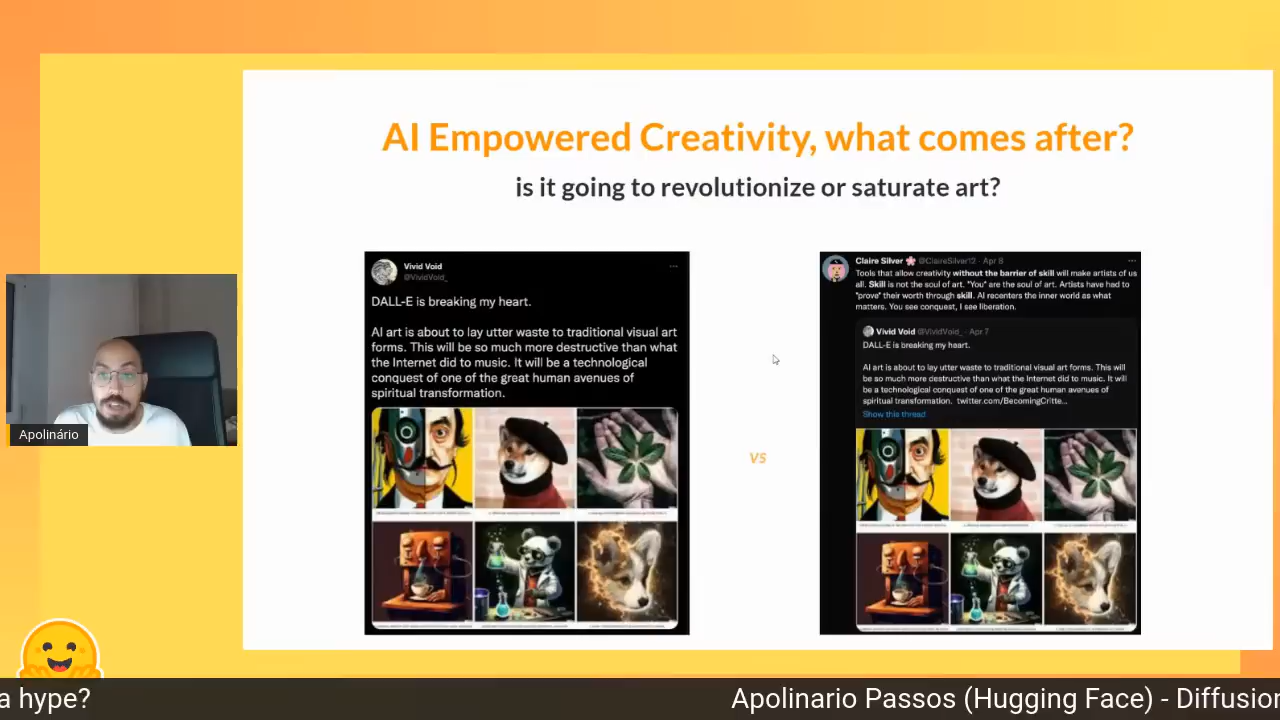 AI Empowered Creativity, what comes after?
is it going to revolutionize or saturate art?
Vivid Void
@VividVoid_
DALL-E is breaking my heart.
AI art is about to lay utter waste to traditional visual art
forms. This will be so much more destructive than what
the Internet did to music. It will be a technological
conquest of one of the great human avenues of
spiritual transformation.
vs
Claire Silver @ClaireSilver12 · Apr 8
Tools that allow creativity without the barrier of skill will make artists of us
all. Skill is not the soul of art. "You" are the soul of art. Artists have had to
"prove" their worth through skill. AI recenters the inner world as what
matters. You see conquest, I see liberation.
Vivid Void @VividVoid_ · Apr 7
DALL-E is breaking my heart.
AI art is about to lay utter waste to traditional visual art forms. This will
be so much more destructive than what the Internet did to music. It will
be a technological conquest of one of the great human avenues of
spiritual transformation. twitter.com/BecomingCritte...
Show this thread
Apolinário
a hype?
Apolinario Passos (Hugging Face) - Diffusion